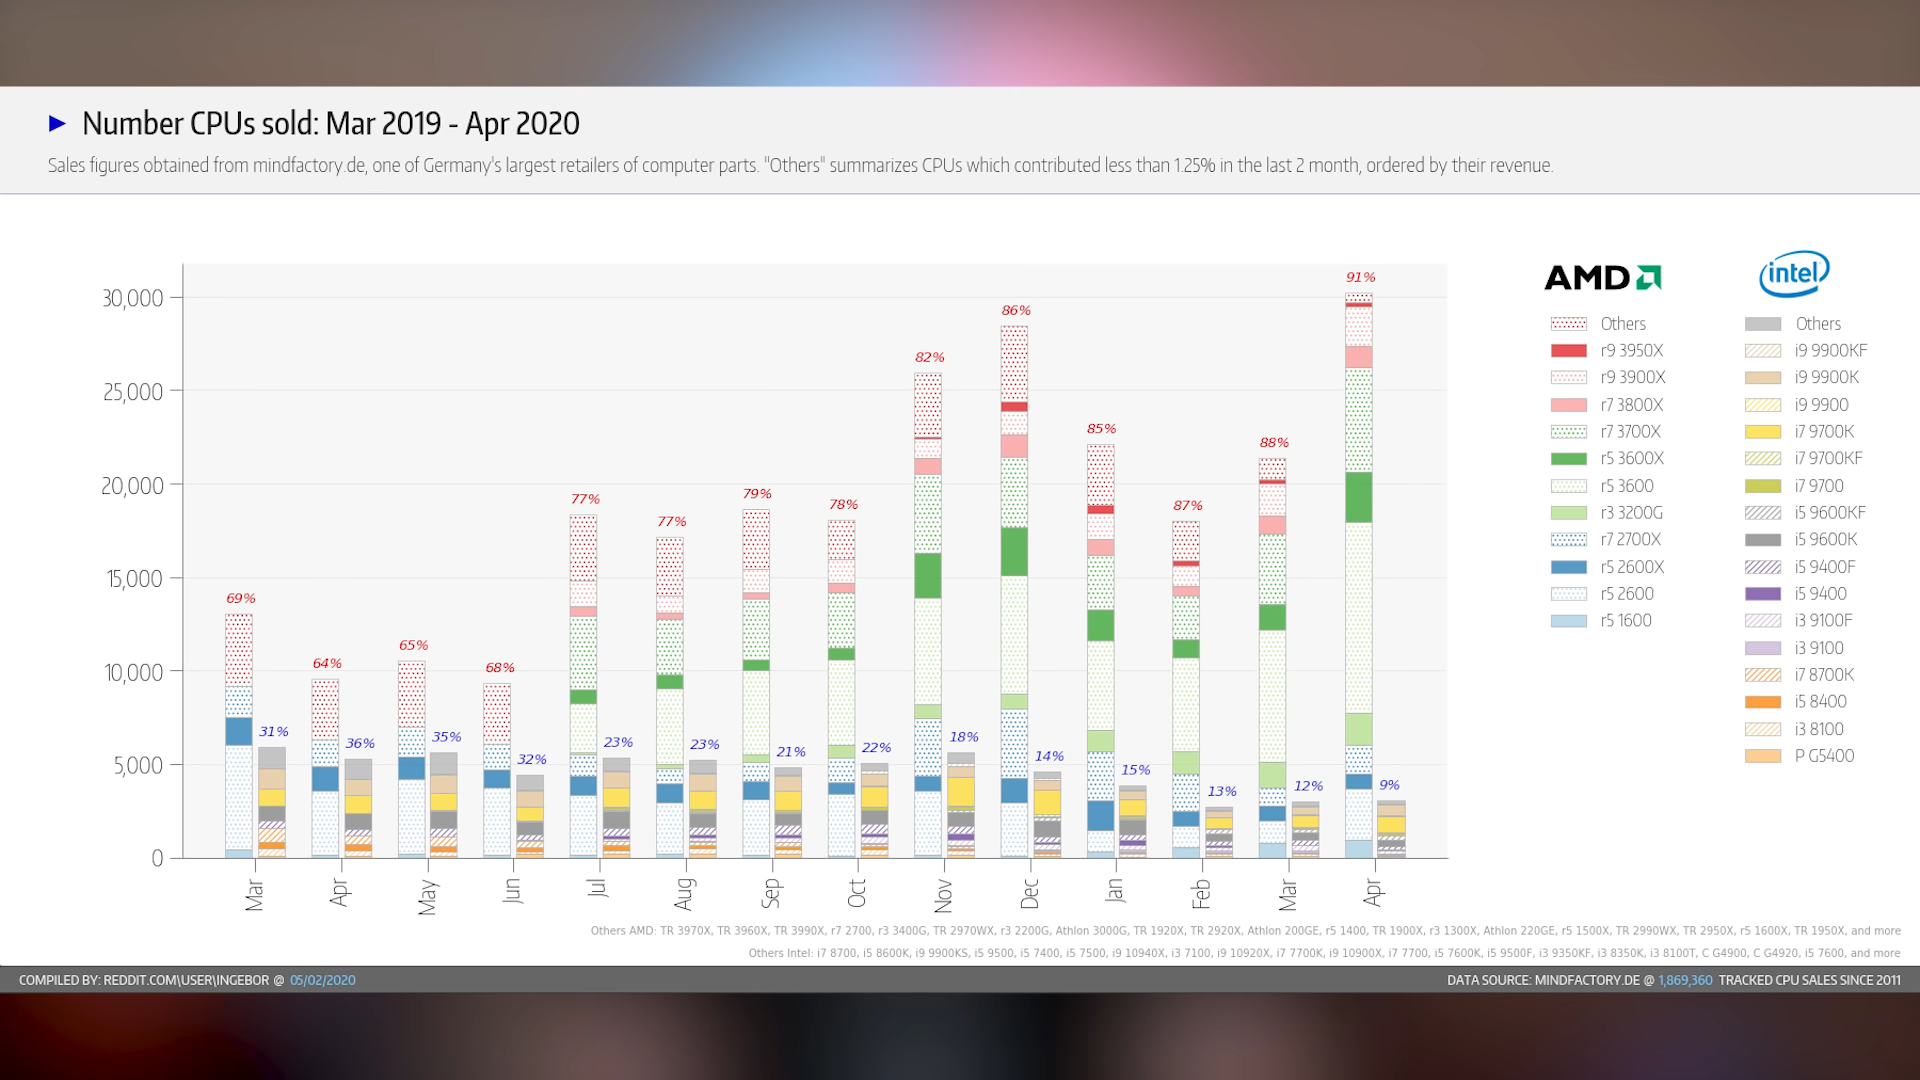 Number CPUs sold: Mar 2019 - Apr 2020
Sales figures obtained from mindfactory.de, one of Germany's largest retailers of computer parts. "Others" summarizes CPUs which contributed less than 1.25% in the last 2 month, ordered by their revenue.
30,000
25,000
20,000
15,000
10,000
5,000
0
69%
31%
64%
36%
65%
35%
68%
32%
77%
23%
77%
23%
79%
21%
78%
22%
82%
18%
86%
14%
85%
15%
87%
13%
88%
12%
91%
9%
Mar
Apr
May
Jun
Jul
Aug
Sep
Oct
Nov
Dec
Jan
Feb
Mar
Apr
AMD
Others
r9 3950X
r9 3900X
r7 3800X
r7 3700X
r5 3600X
r5 3600
r3 3200G
r7 2700X
r5 2600X
r5 2600
r5 1600
intel
Others
i9 9900KF
i9 9900K
i9 9900
i7 9700K
i7 9700KF
i7 9700
i5 9600KF
i5 9600K
i5 9400F
i5 9400
i3 9100F
i3 9100
i7 8700K
i5 8400
i3 8100
P G5400
Others AMD: TR 3970X, TR 3960X, TR 3990X, r7 2700, r3 3400G, TR 2970WX, r3 2200G, Athlon 3000G, TR 1920X, TR 2920X, Athlon 200GE, r5 1400, TR 1900X, r3 1300X, Athlon 220GE, r5 1500X, TR 2990WX, TR 2950X, r5 1600X, TR 1950X, and more
Others Intel: i7 8700, i5 8600K, i9 9900KS, i5 9500, i5 7400, i5 7500, i9 10940X, i3 7100, i9 10920X, i7 7700K, i9 10900X, i7 7700, i5 7600K, i5 9500F, i3 9350KF, i3 8350K, i3 8100T, C G4900, C G4920, i5 7600, and more
COMPILED BY: REDDIT.COM\USER\INGEBOR @ 05/02/2020
DATA SOURCE: MINDFACTORY.DE @ 1,869,360 TRACKED CPU SALES SINCE 2011